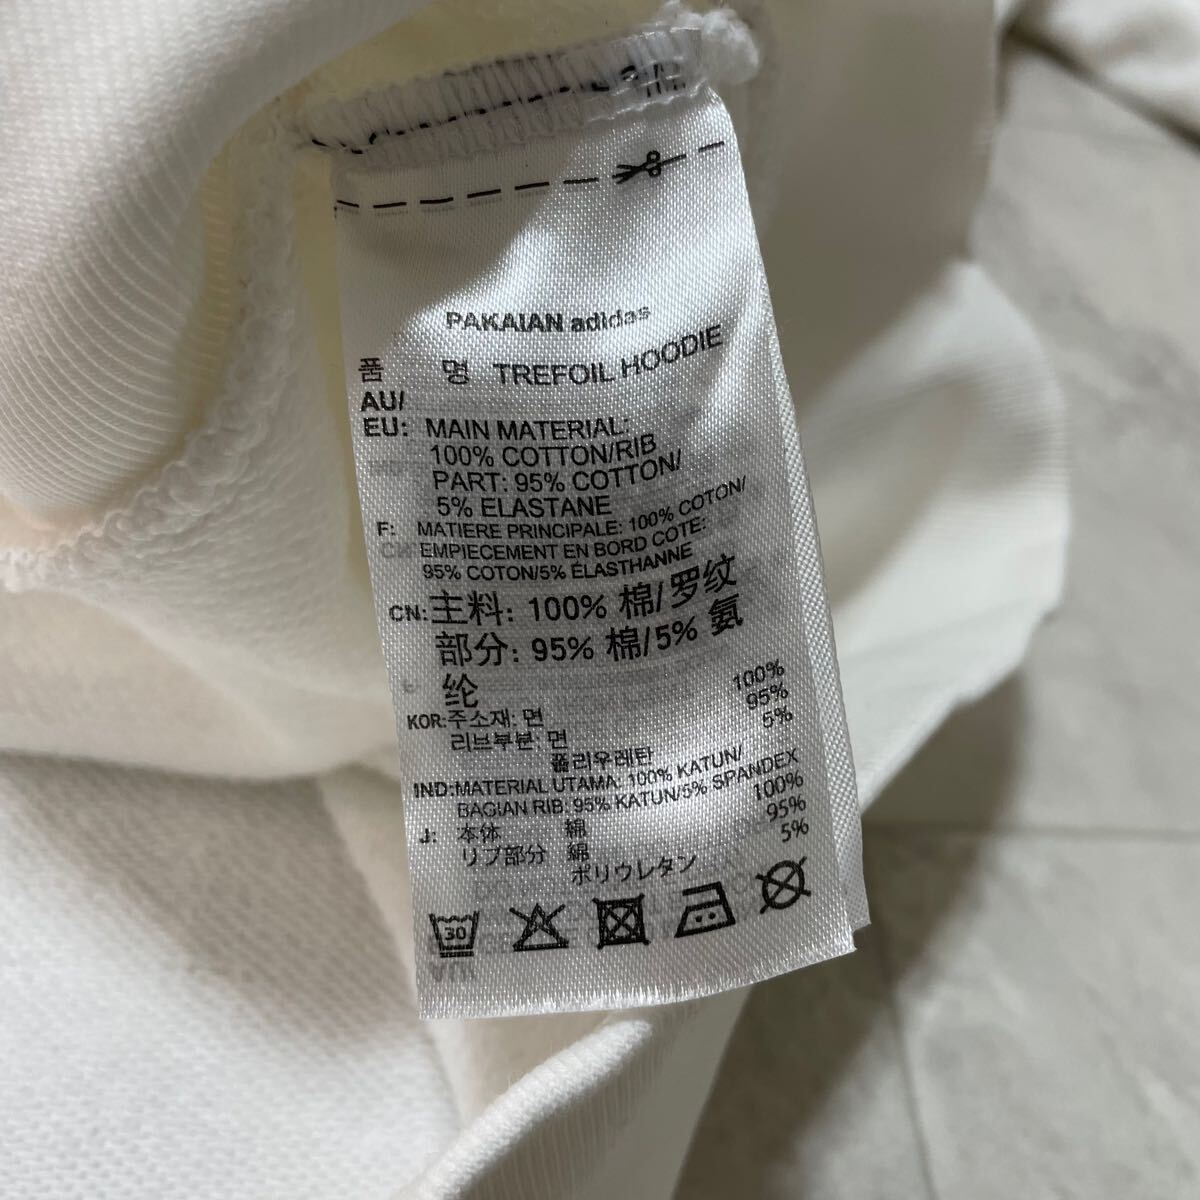 PAKAIAN adidas
품 명 TREFOIL HOODIE
AU/
EU: MAIN MATERIAL:
100% COTTON/RIB
PART: 95% COTTON/
5% ELASTANE
F: MATIERE PRINCIPALE: 100% COTON/
EMPIECEMENT EN BORD COTE:
95% COTON/5% ÉLASTHANNE
CN: 主料: 100% 棉/罗纹
部分: 95% 棉/5% 氨
纶
KOR: 주소재: 면 100%
리브부분: 면 95%
폴리우레탄 5%
IND: MATERIAL UTAMA: 100% KATUN/
BAGIAN RIB: 95% KATUN/5% SPANDEX
J: 本体 綿 100%
リブ部分 綿 95%
ポリウレタン 5%
30